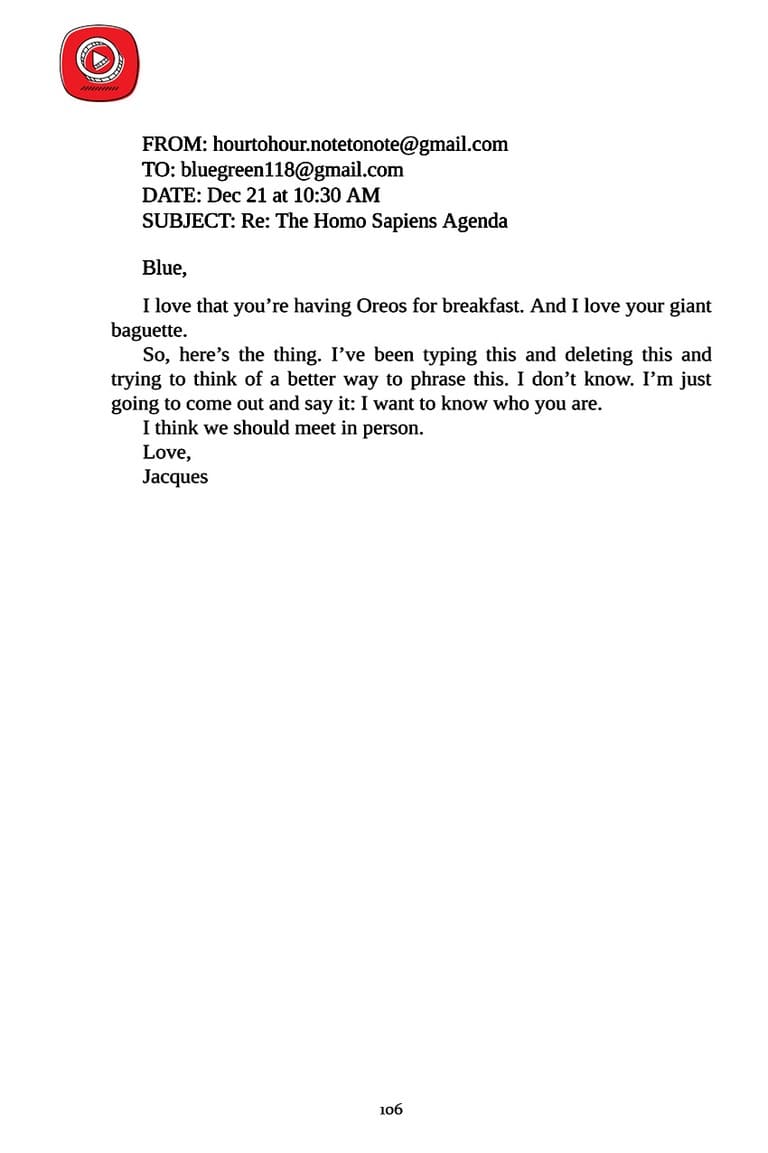 FROM: hourtohour.notetonote@gmail.com
TO: bluegreen118@gmail.com
DATE: Dec 21 at 10:30 AM
SUBJECT: Re: The Homo Sapiens Agenda
Blue,
I love that you’re having Oreos for breakfast. And I love your giant
baguette.
So, here’s the thing. I’ve been typing this and deleting this and
trying to think of a better way to phrase this. I don’t know. I’m just
going to come out and say it: I want to know who you are.
I think we should meet in person.
Love,
Jacques
106